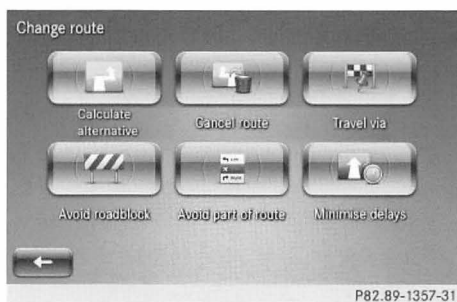 Change route
Calculate
alternative
Cancel route
Travel via
Avoid roadblock
Avoid part of route
Minimise delays
P82.89-1357-31